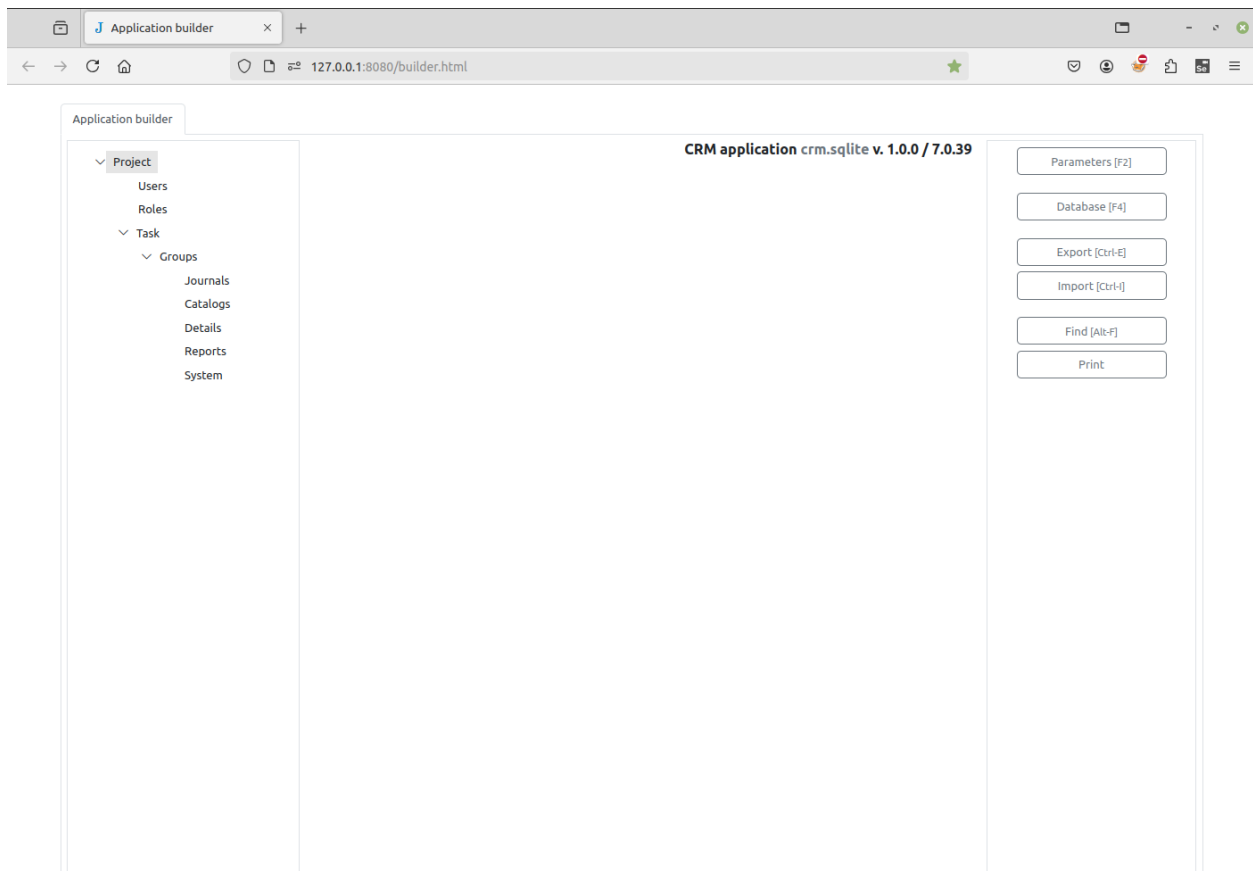 Application builder
127.0.0.1:8080/builder.html
Se
Application builder
Project
Users
Roles
Task
Groups
Journals
Catalogs
Details
Reports
System
CRM application crm.sqlite v. 1.0.0 / 7.0.39
Parameters [F2]
Database [F4]
Export [Ctrl-E]
Import [Ctrl-I]
Find [Alt-F]
Print